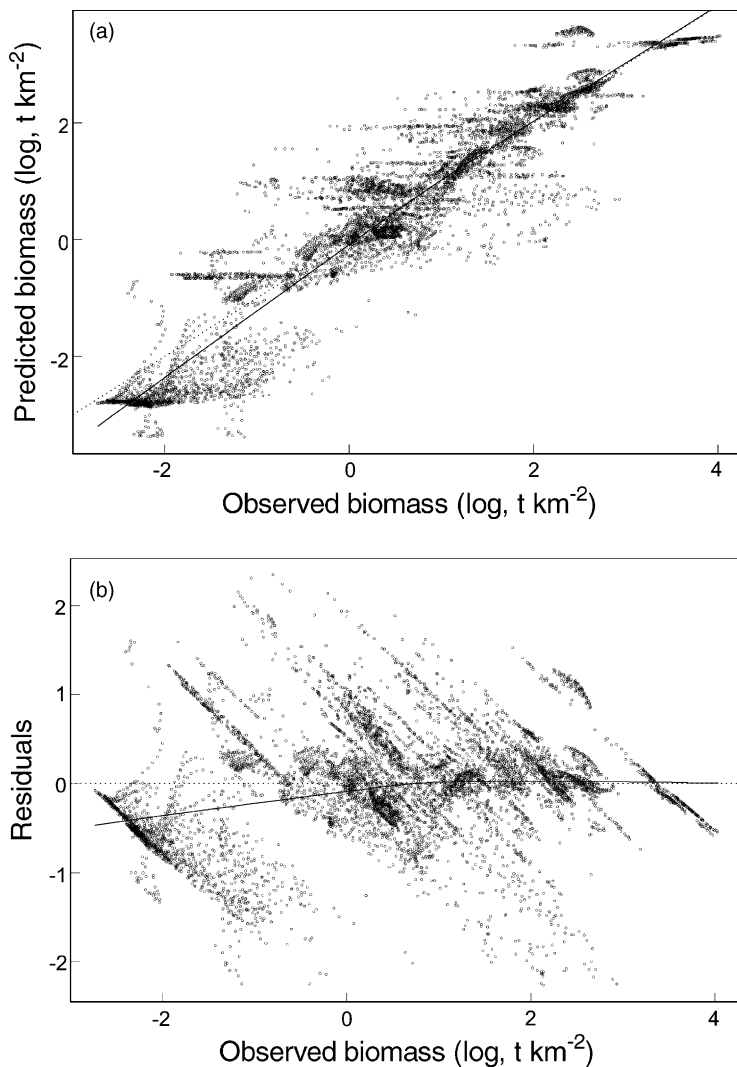 (a)
Predicted biomass (log, t km⁻²)
2
0
-2
-2
0
2
4
Observed biomass (log, t km⁻²)
(b)
Residuals
2
1
0
-1
-2
-2
0
2
4
Observed biomass (log, t km⁻²)